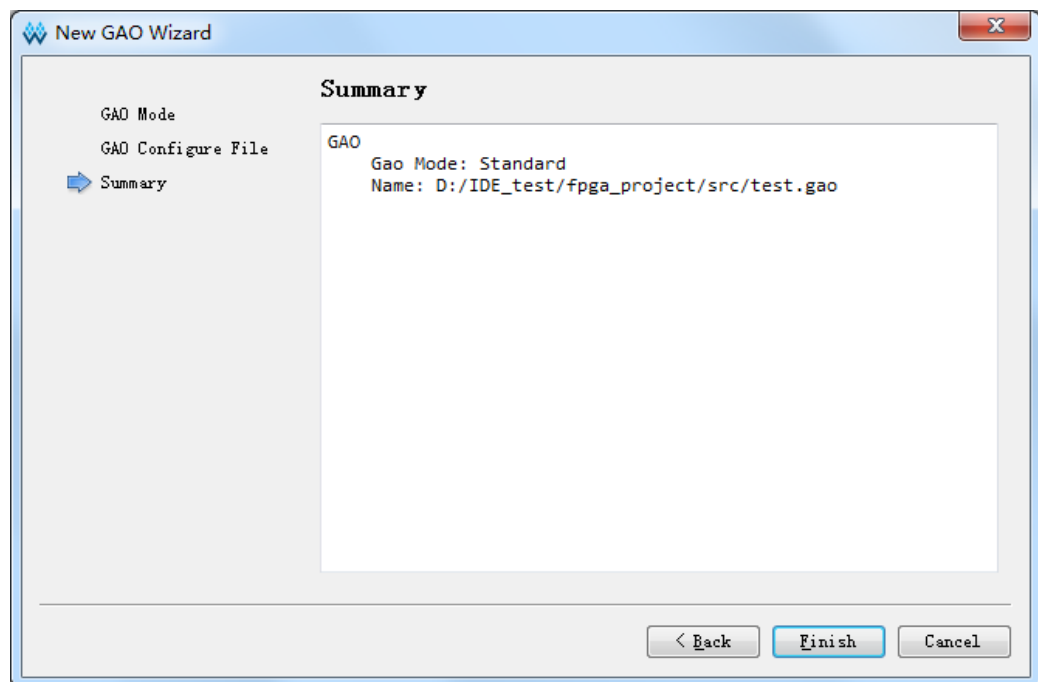 New GAO Wizard
GAO Mode
GAO Configure File
Summary
Summary
GAO
Gao Mode: Standard
Name: D:/IDE_test/fpga_project/src/test.gao
< Back
Finish
Cancel